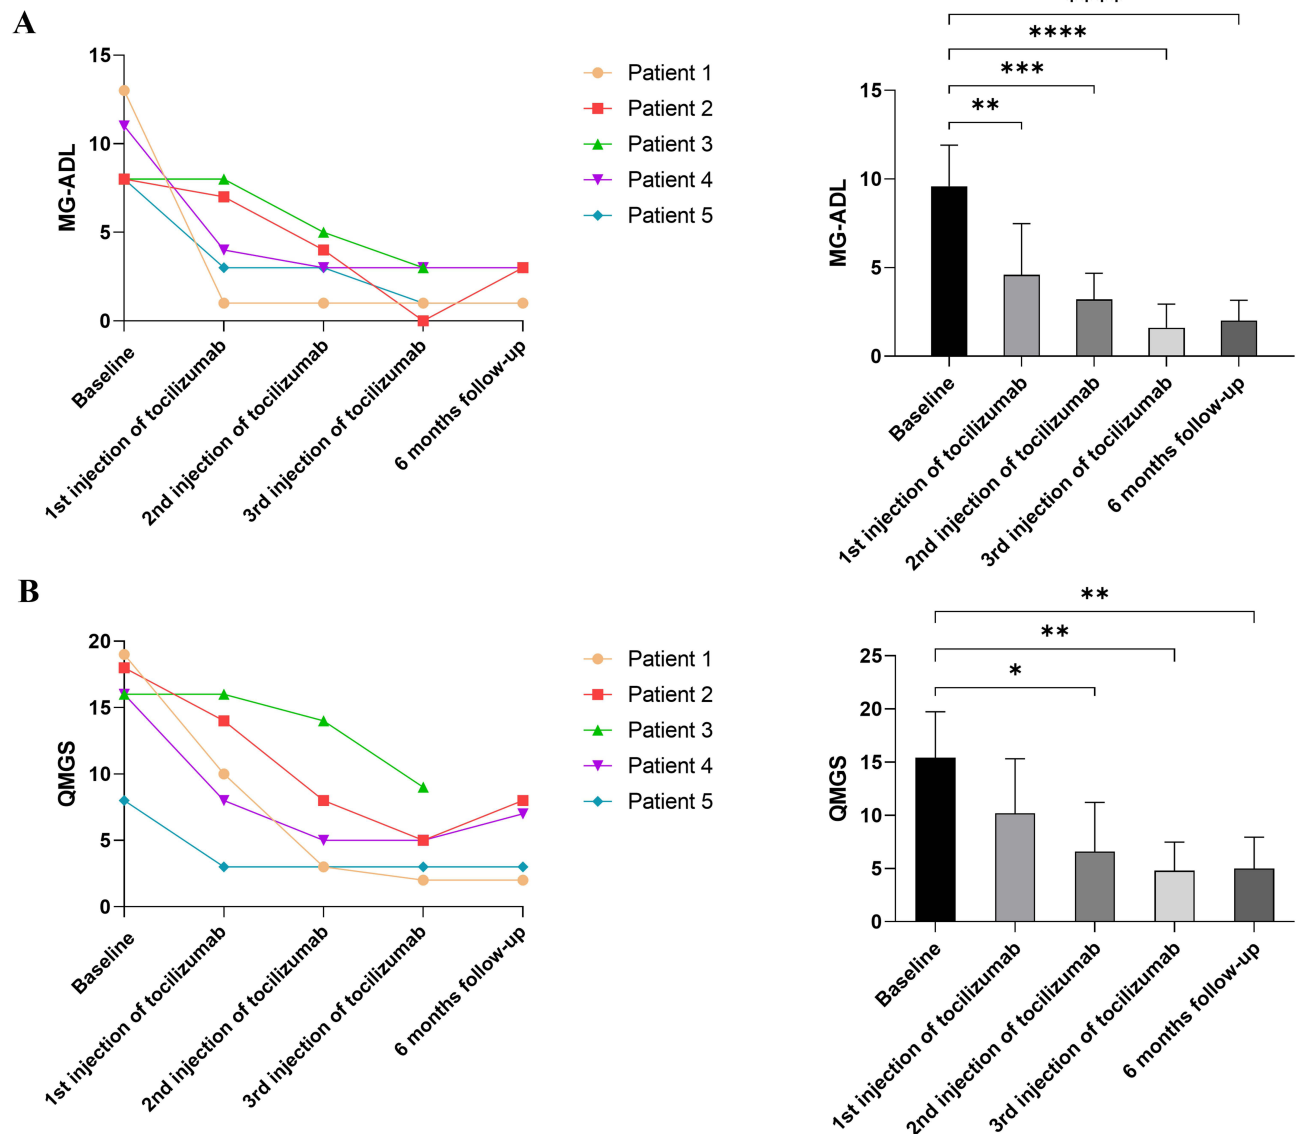 A
15
10
5
0
MG-ADL
Baseline
1st injection of tocilizumab
2nd injection of tocilizumab
3rd injection of tocilizumab
6 months follow-up
Patient 1
Patient 2
Patient 3
Patient 4
Patient 5
****
***
**
15
10
5
0
MG-ADL
Baseline
1st injection of tocilizumab
2nd injection of tocilizumab
3rd injection of tocilizumab
6 months follow-up
B
20
15
10
5
0
QMGS
Baseline
1st injection of tocilizumab
2nd injection of tocilizumab
3rd injection of tocilizumab
6 months follow-up
Patient 1
Patient 2
Patient 3
Patient 4
Patient 5
**
**
*
25
20
15
10
5
0
QMGS
Baseline
1st injection of tocilizumab
2nd injection of tocilizumab
3rd injection of tocilizumab
6 months follow-up